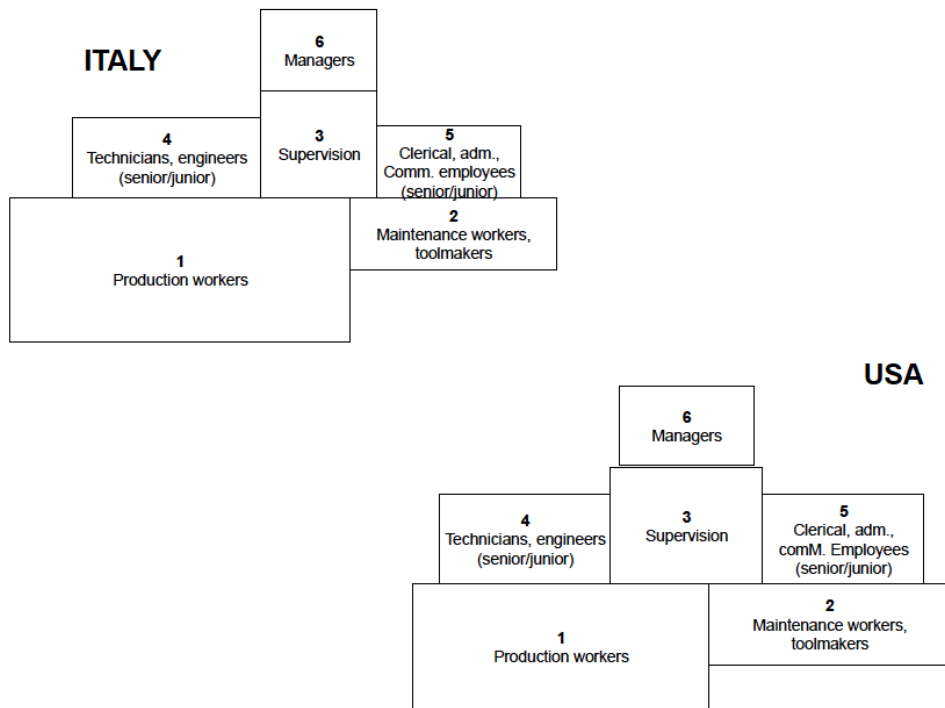 ITALY
6
Managers
4
Technicians, engineers
(senior/junior)
3
Supervision
5
Clerical, adm.,
Comm. employees
(senior/junior)
2
Maintenance workers,
toolmakers
1
Production workers
USA
6
Managers
4
Technicians, engineers
(senior/junior)
3
Supervision
5
Clerical, adm.,
comM. Employees
(senior/junior)
2
Maintenance workers,
toolmakers
1
Production workers